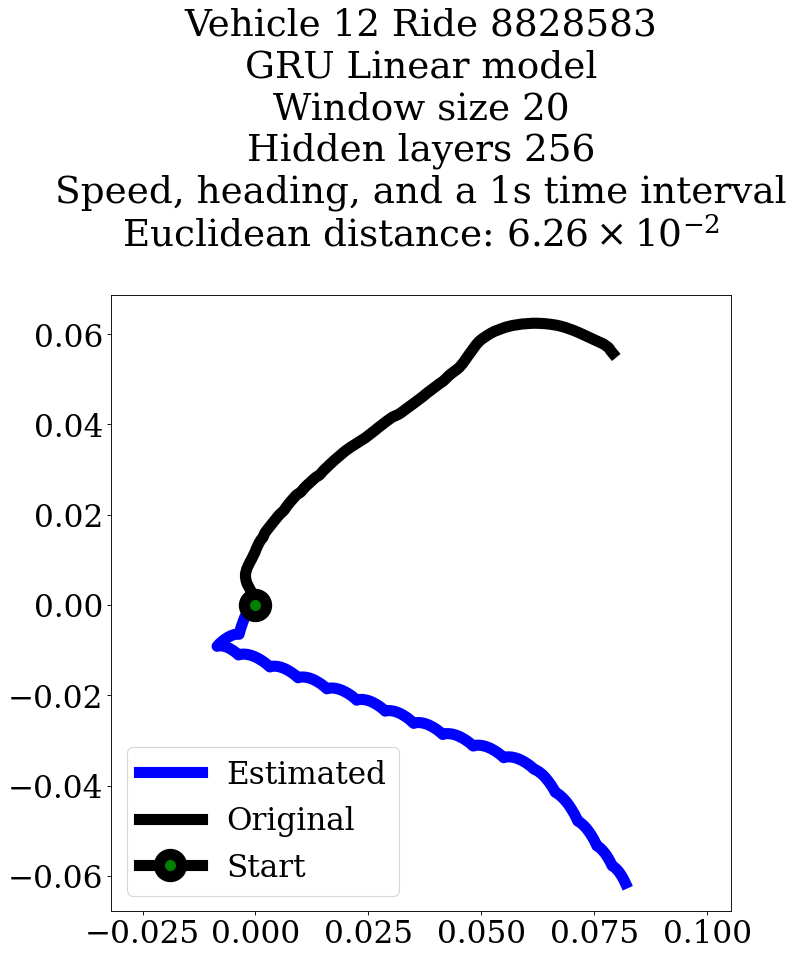 Vehicle 12 Ride 8828583
GRU Linear model
Window size 20
Hidden layers 256
Speed, heading, and a 1s time interval
Euclidean distance: 6.26 × 10⁻²
0.06
0.04
0.02
0.00
−0.02
−0.04
−0.06
Estimated
Original
Start
−0.025 0.000 0.025 0.050 0.075 0.100